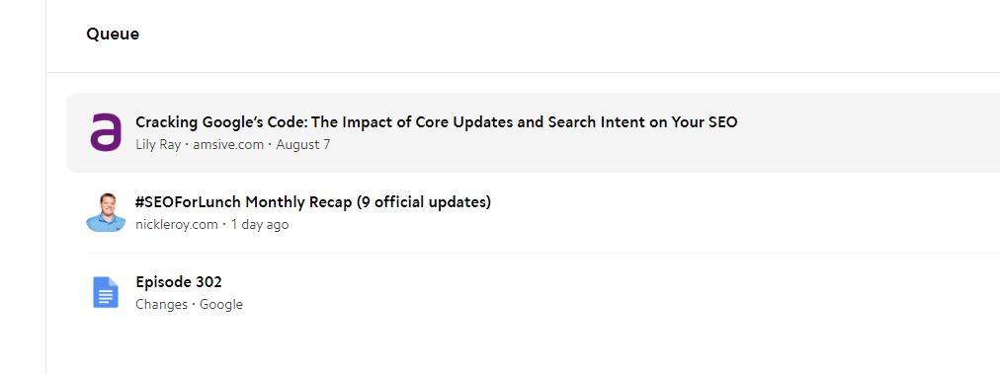 Queue
Cracking Google’s Code: The Impact of Core Updates and Search Intent on Your SEO
Lily Ray · amsive.com · August 7
#SEOForLunch Monthly Recap (9 official updates)
nickleroy.com · 1 day ago
Episode 302
Changes · Google